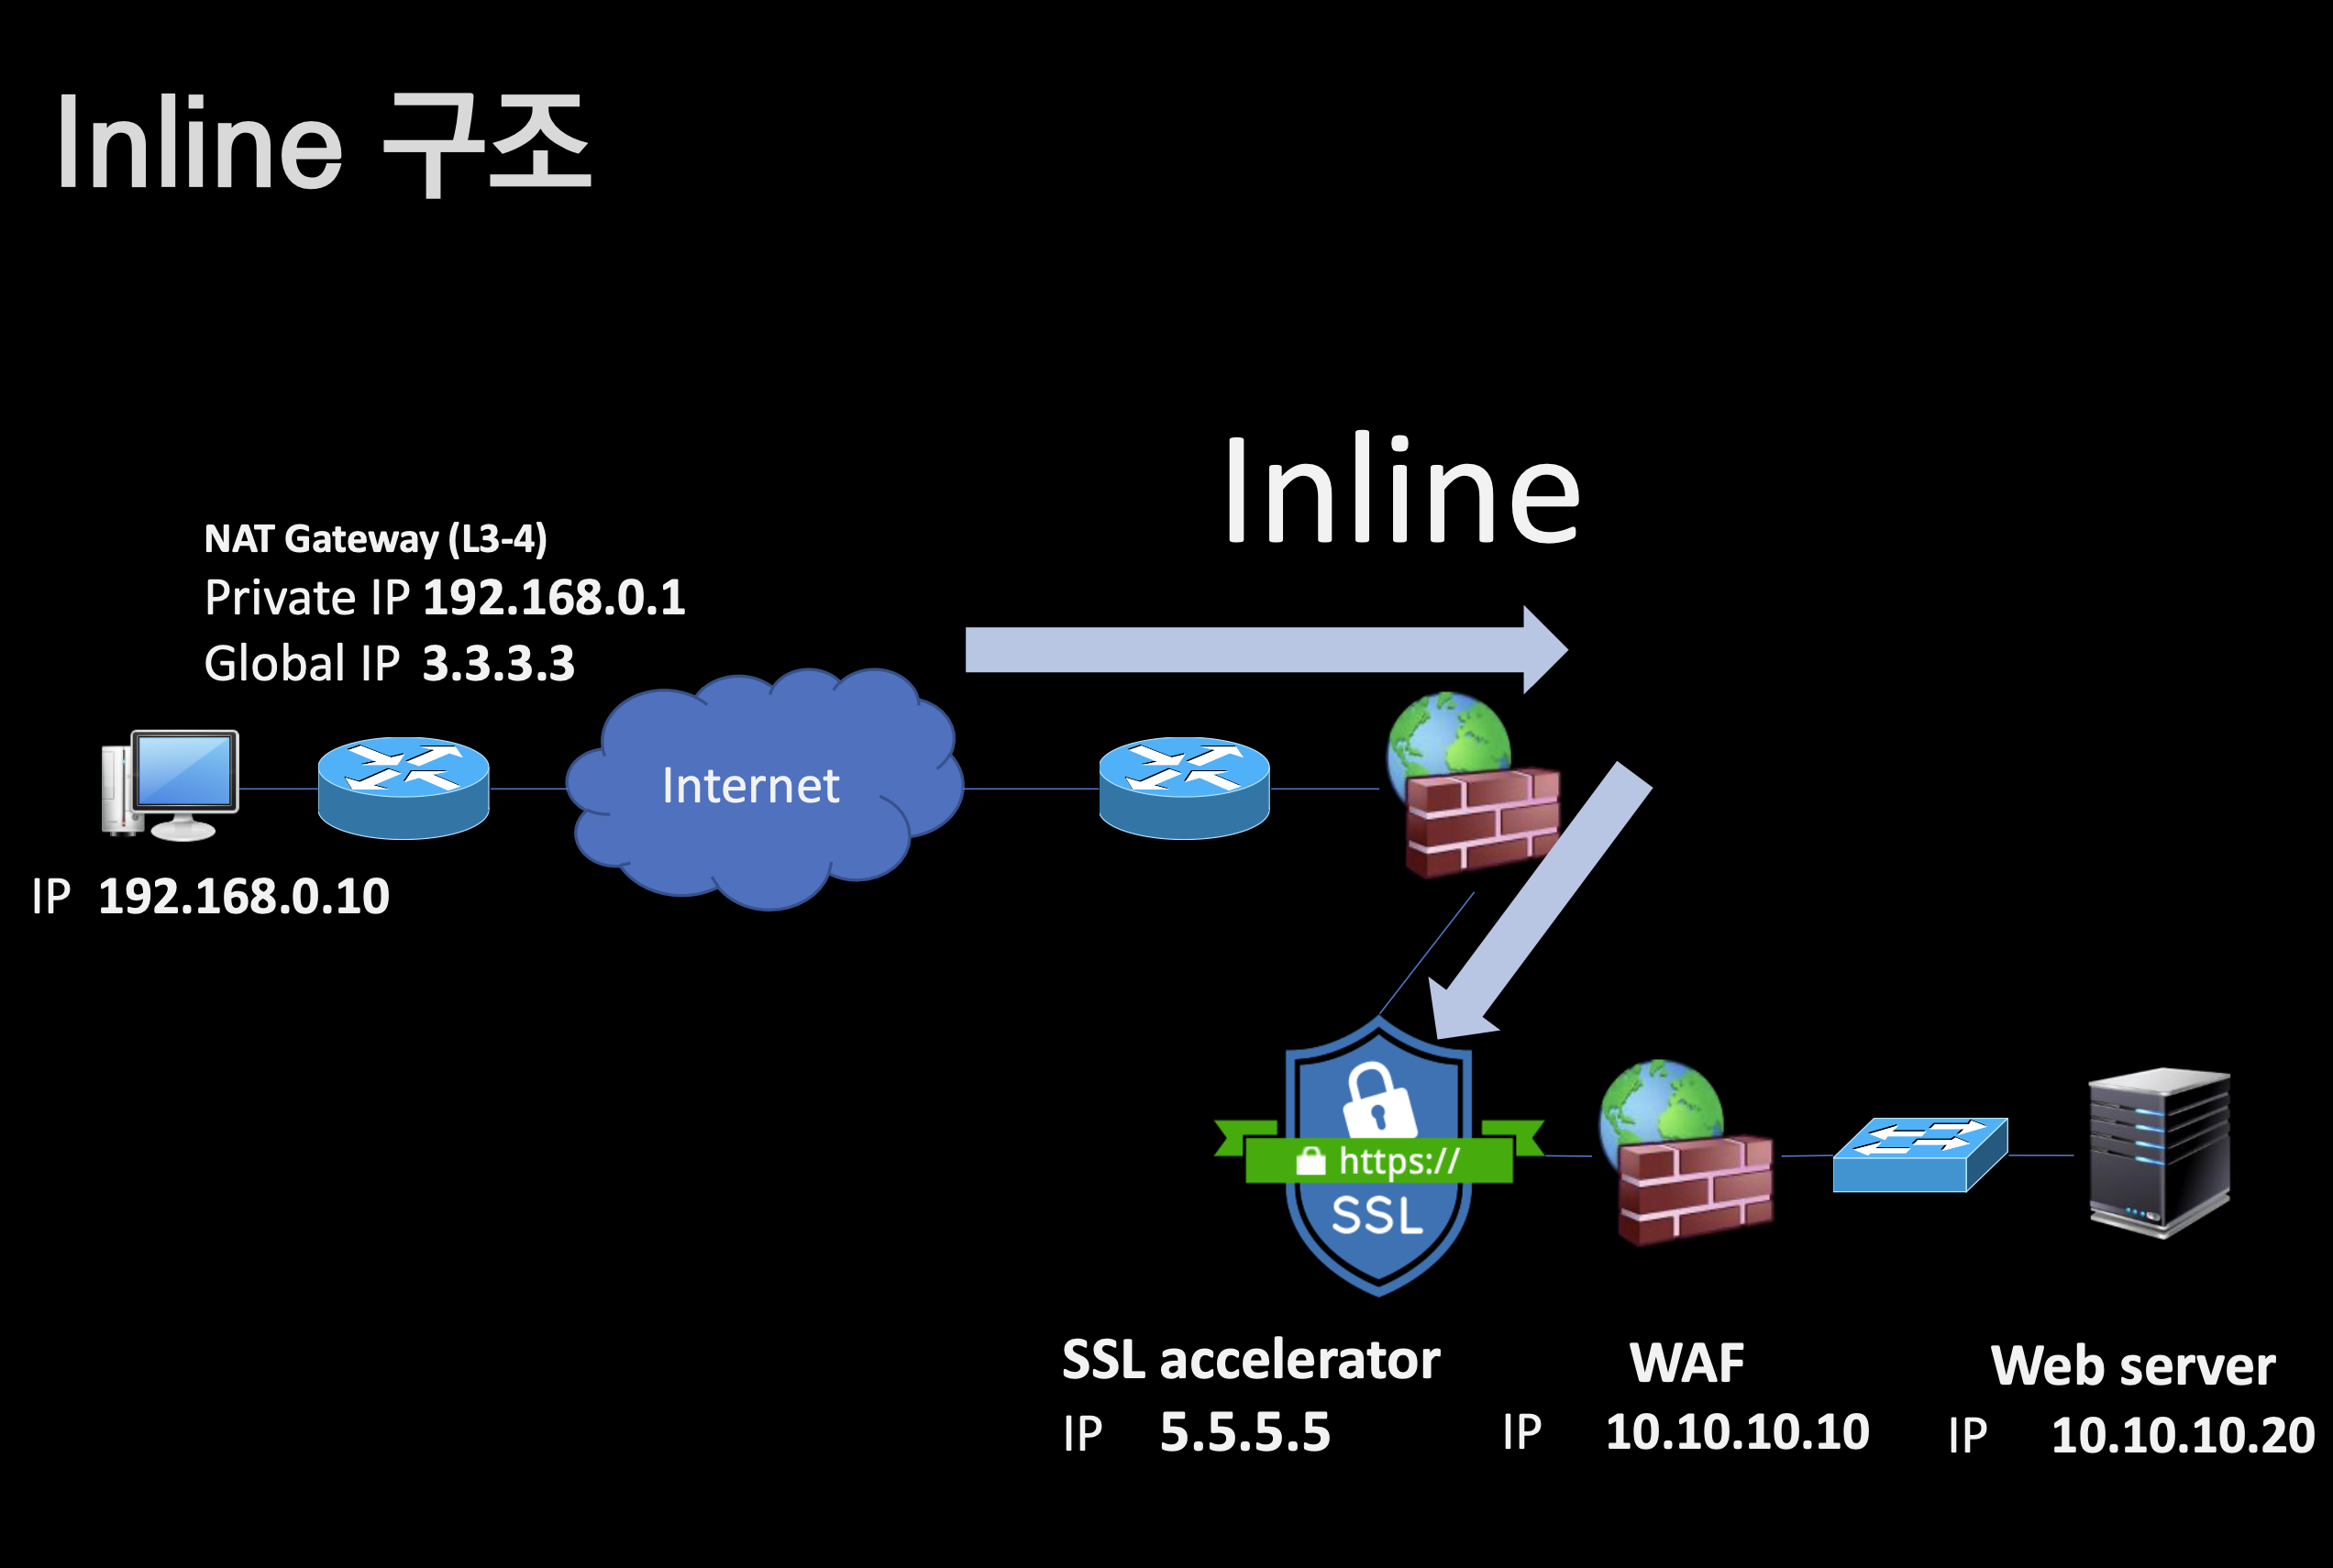 Inline 구조
Inline
NAT Gateway (L3-4)
Private IP 192.168.0.1
Global IP 3.3.3.3
Internet
IP 192.168.0.10
https://
SSL
SSL accelerator
IP 5.5.5.5
WAF
IP 10.10.10.10
Web server
IP 10.10.10.20